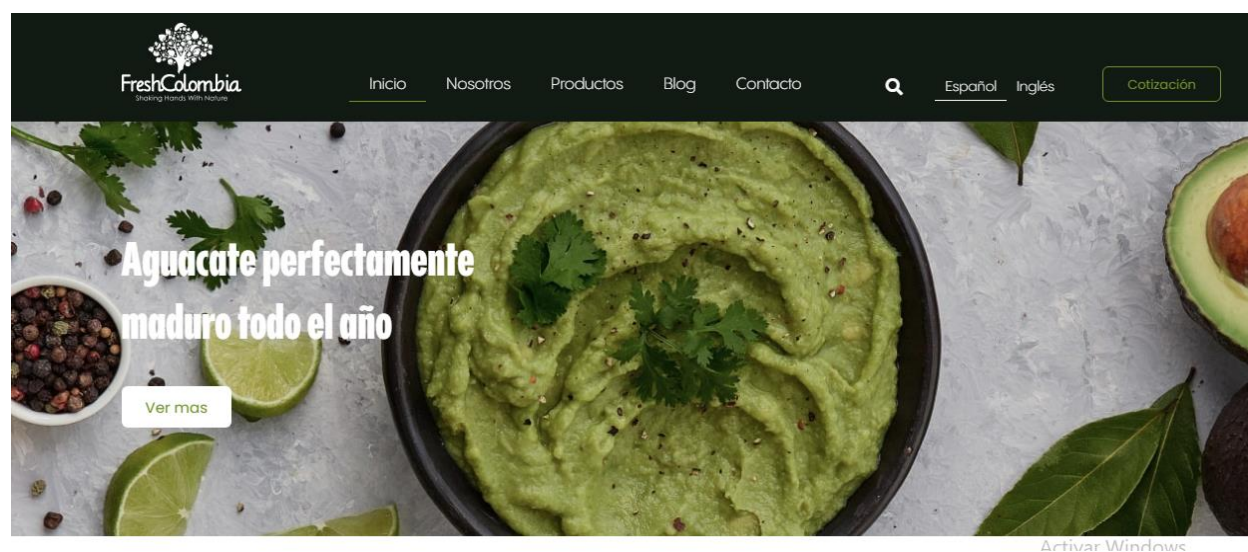 FreshColombia
Shaking Hands With Nature
Inicio Nosotros Productos Blog Contacto Español Inglés Cotización
Aguacate perfectamente
maduro todo el año
Ver mas
Activar Windows